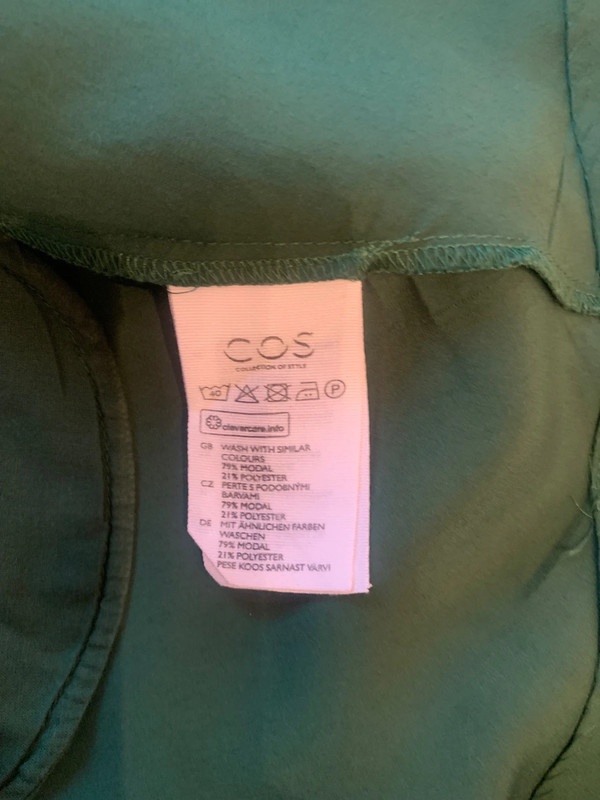 COS
COLLECTION OF STYLE
40 P
clevercare.info
GB WASH WITH SIMILAR
COLOURS
79% MODAL
21% POLYESTER
CZ PERTE S PODOBNÝMI
BARVAMI
79% MODAL
21% POLYESTER
DE MIT ÄHNLICHEN FARBEN
WASCHEN
79% MODAL
21% POLYESTER
PESE KOOS SARNAST VÄRVI